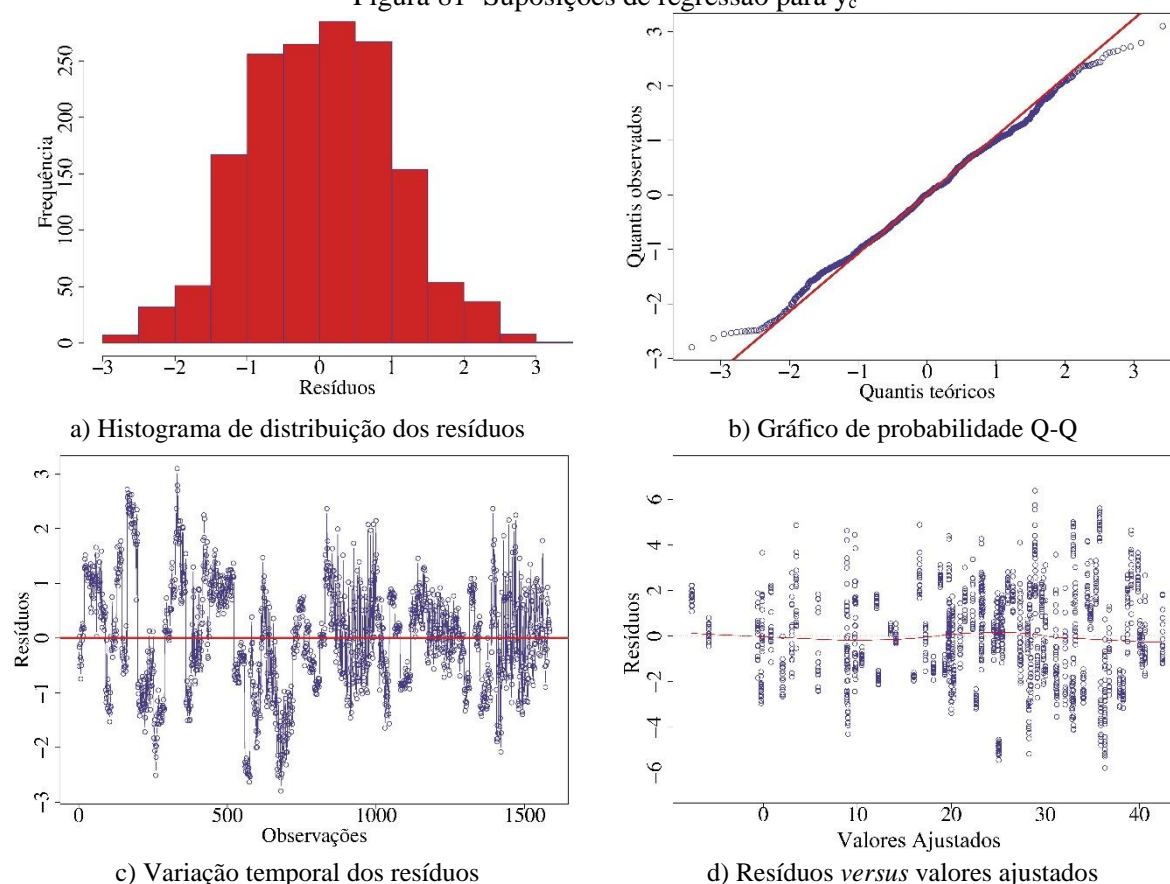 Figura 81- Suposições de regressão para yc
Frequência
0 50 100 150 200 250
−3 −2 −1 0 1 2 3
Resíduos
a) Histograma de distribuição dos resíduos
Quantis observados
−3 −2 −1 0 1 2 3
−3 −2 −1 0 1 2 3
Quantis teóricos
b) Gráfico de probabilidade Q-Q
Resíduos
−3 −2 −1 0 1 2 3
0 500 1000 1500
Observações
c) Variação temporal dos resíduos
Resíduos
−6 −4 −2 0 2 4 6
0 10 20 30 40
Valores Ajustados
d) Resíduos versus valores ajustados